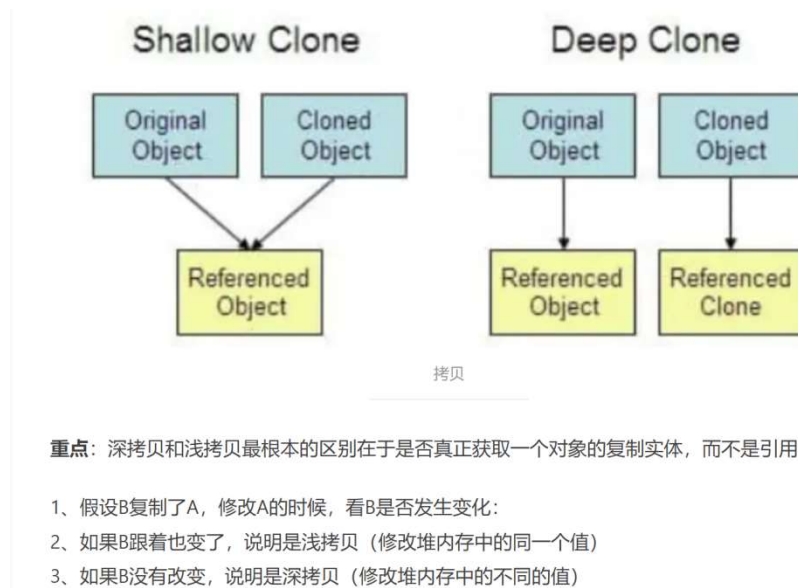 Shallow Clone
Deep Clone
Original Object
Cloned Object
Original Object
Cloned Object
Referenced Object
Referenced Object
Referenced Clone
拷贝
重点：深拷贝和浅拷贝最根本的区别在于是否真正获取一个对象的复制实体，而不是引用
1、假设B复制了A，修改A的时候，看B是否发生变化：
2、如果B跟着也变了，说明是浅拷贝（修改堆内存中的同一个值）
3、如果B没有改变，说明是深拷贝（修改堆内存中的不同的值）